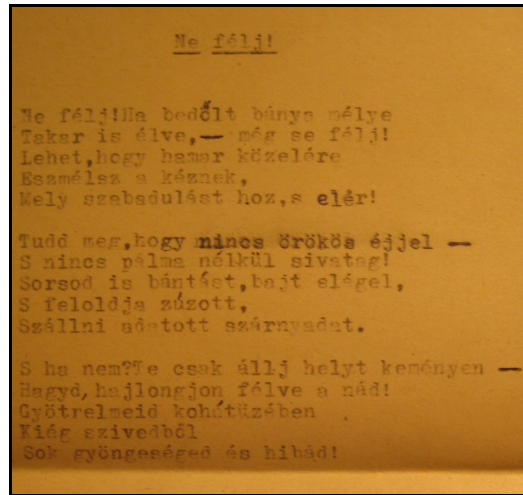 Ne félj!
Ne félj!Ha bedőlt bánya mélye
Takar is élve,— még se félj!
Lehet,hogy hamar közelére
Eszmélsz a kéznek,
Mely szabadulást hoz,s elér!
Tudd meg,hogy nincs örökös éjjel —
S nincs pálma nélkül sivatag!
Sorsod is bántást,bajt elégel,
S feloldja zúzott,
Szállni adatott szárnyadat.
S ha nem?Te csak állj helyt keményen —
Hagyd,hajlongjon félve a nád!
Gyötrelmeid kohótüzében
Kiég szivedből
Sok gyöngeséged és hibád!